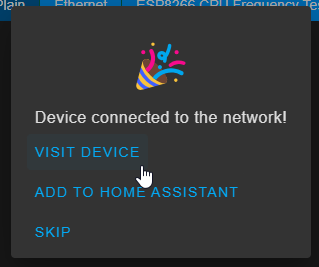 Plain Ethernet ESP8266 CPU Frequency Te
Device connected to the network!
VISIT DEVICE
ADD TO HOME ASSISTANT
SKIP